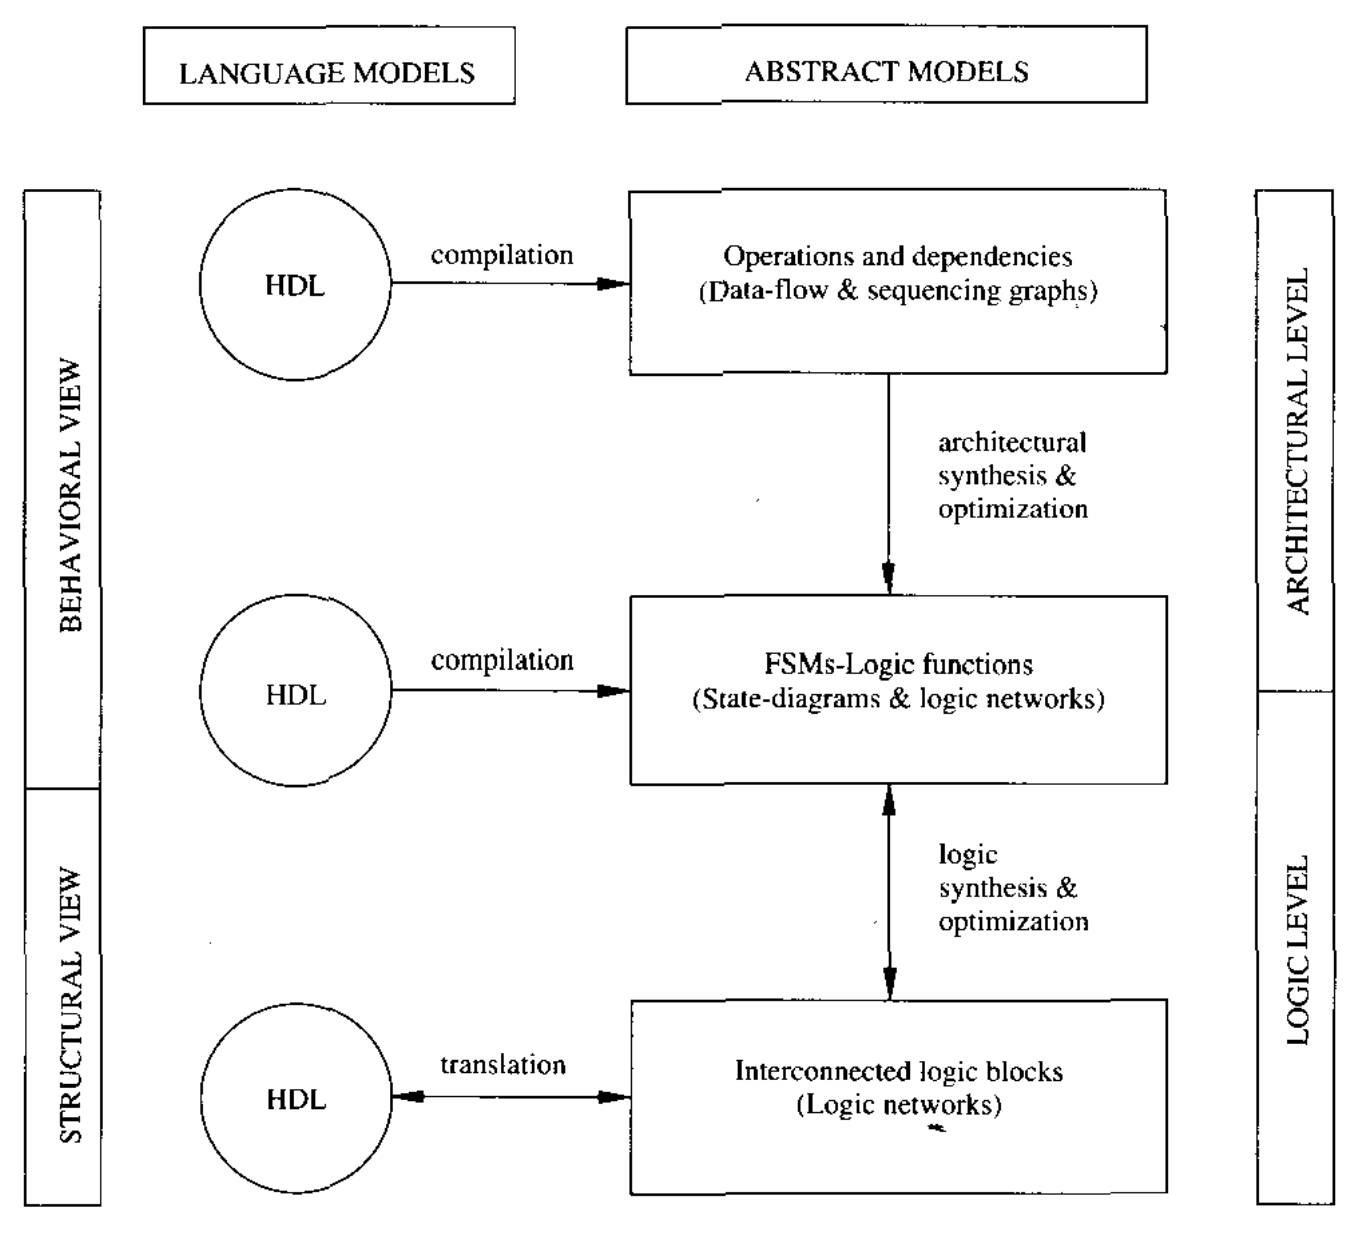 LANGUAGE MODELS
ABSTRACT MODELS
BEHAVIORAL VIEW
STRUCTURAL VIEW
HDL
compilation
Operations and dependencies
(Data-flow & sequencing graphs)
architectural
synthesis &
optimization
HDL
compilation
FSMs-Logic functions
(State-diagrams & logic networks)
logic
synthesis &
optimization
HDL
translation
Interconnected logic blocks
(Logic networks)
ARCHITECTURAL LEVEL
LOGIC LEVEL